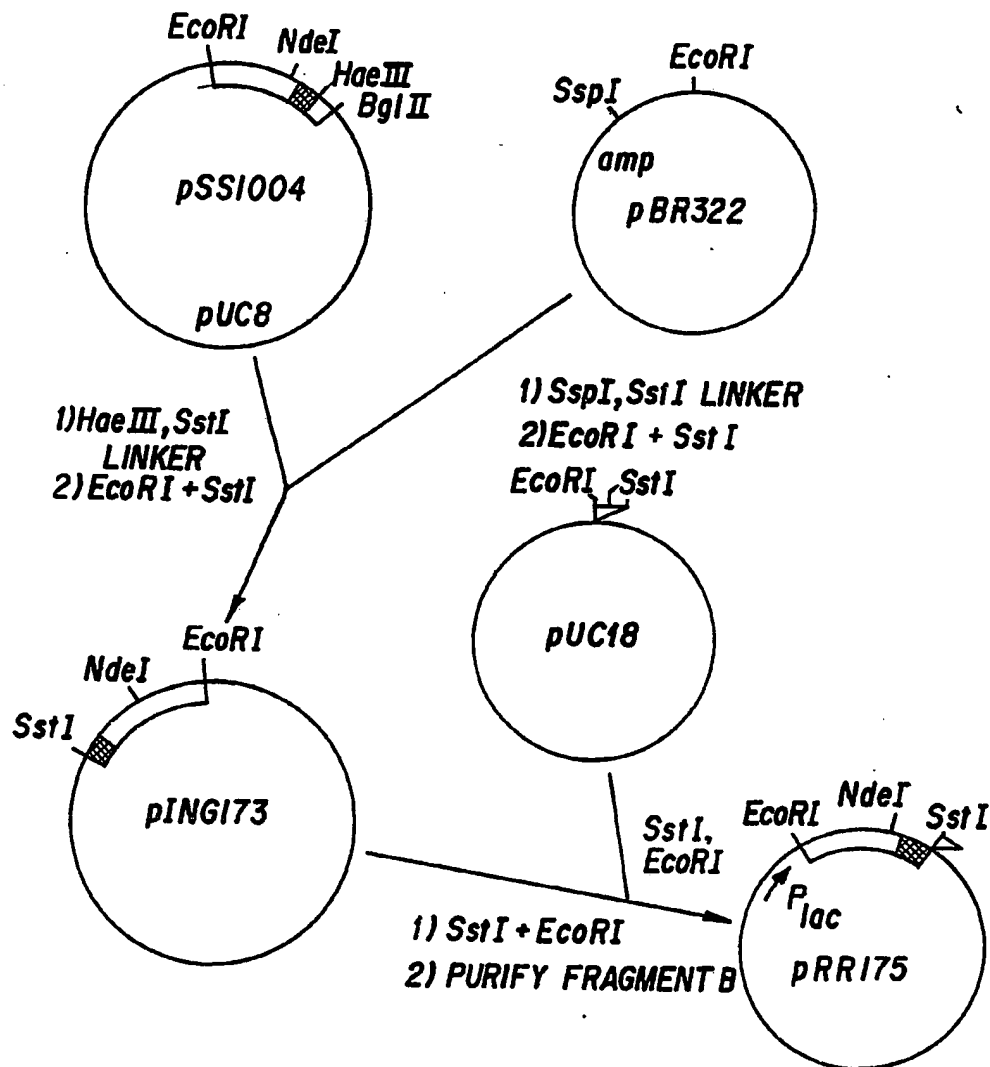 EcoRI
NdeI
HaeIII
BglII
pSS1004
pUC8
EcoRI
SspI
amp
pBR322
1)HaeIII,SstI
LINKER
2)EcoRI+SstI
1) SspI,SstI LINKER
2)EcoRI + SstI
EcoRI
SstI
pUC18
EcoRI
NdeI
SstI
pING173
SstI,
EcoRI
1) SstI + EcoRI
2) PURIFY FRAGMENT B
EcoRI
NdeI
SstI
Plac
pRR175